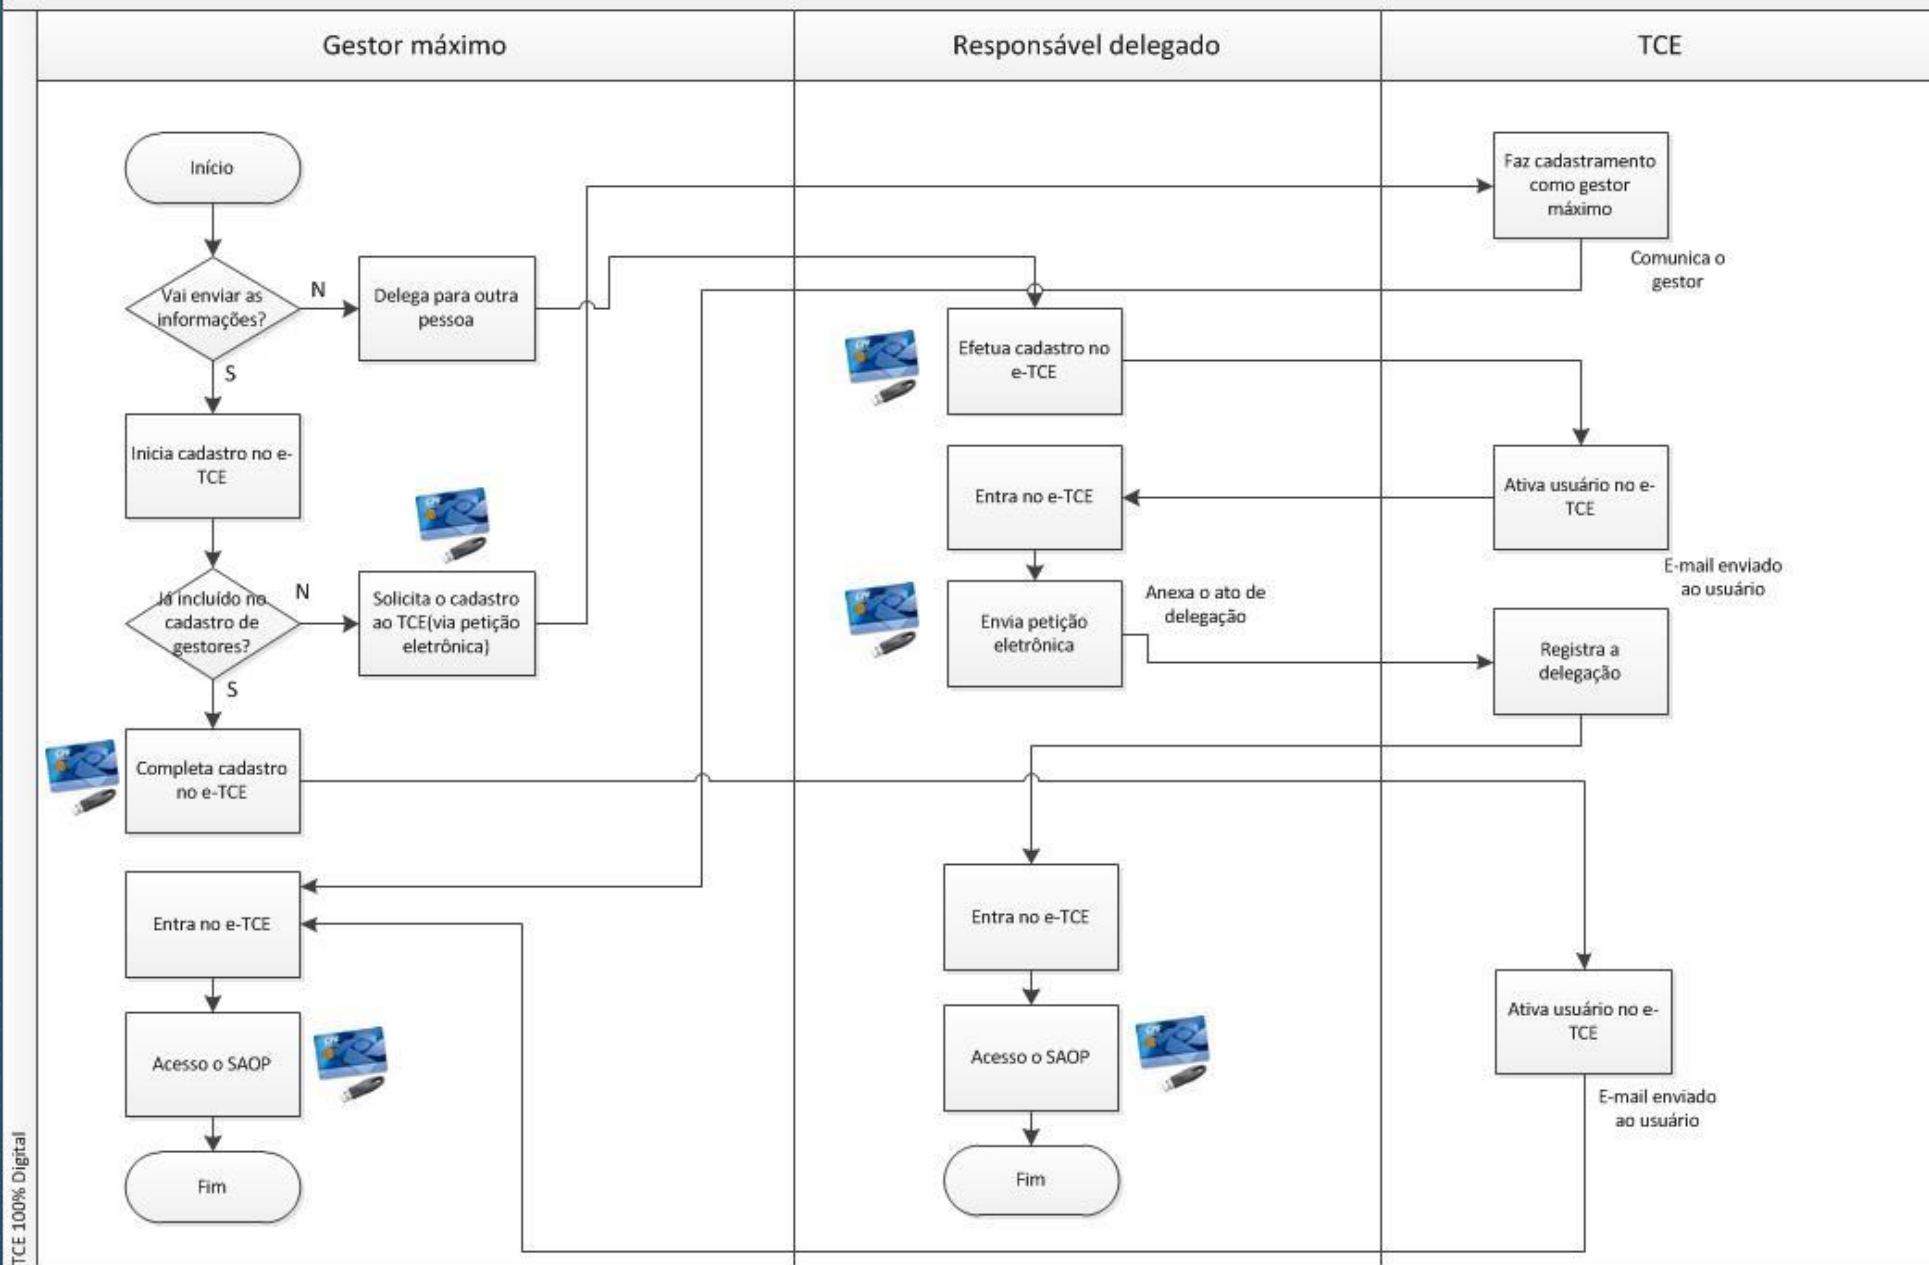 Gestor máximo
Responsável delegado
TCE
Início
Vai enviar as
informações?
N
S
Delega para outra
pessoa
Inicia cadastro no e-
TCE
Já incluído no
cadastro de
gestores?
N
S
Solicita o cadastro
ao TCE(via petição
eletrônica)
Completa cadastro
no e-TCE
Entra no e-TCE
Acesso o SAOP
Fim
Efetua cadastro no
e-TCE
Entra no e-TCE
Envia petição
eletrônica
Anexa o ato de
delegação
Entra no e-TCE
Acesso o SAOP
Fim
Faz cadastramento
como gestor
máximo
Comunica o
gestor
Ativa usuário no e-
TCE
E-mail enviado
ao usuário
Registra a
delegação
Ativa usuário no e-
TCE
E-mail enviado
ao usuário
TCE 100% Digital